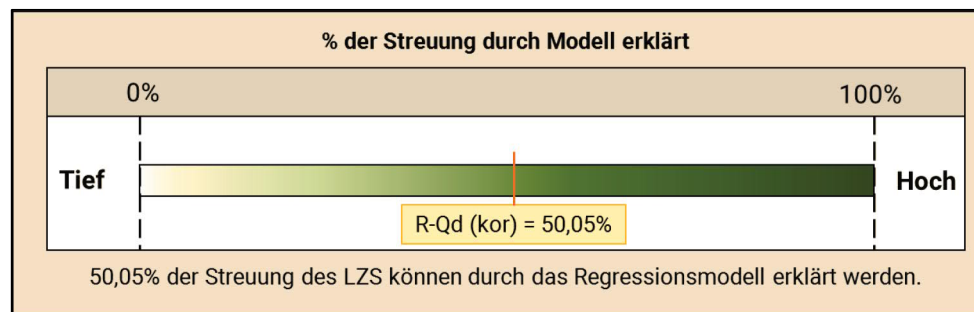 % der Streuung durch Modell erklärt
0%
100%
Tief
Hoch
R-Qd (kor) = 50,05%
50,05% der Streuung des LZS können durch das Regressionsmodell erklärt werden.